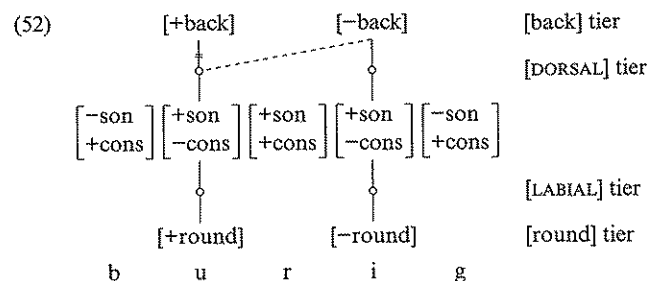 (52) [+back] [−back] [back] tier
[DORSAL] tier
[−son +cons] [+son −cons] [+son +cons] [+son −cons] [−son +cons]
[LABIAL] tier
[+round] [−round] [round] tier
b u r i g